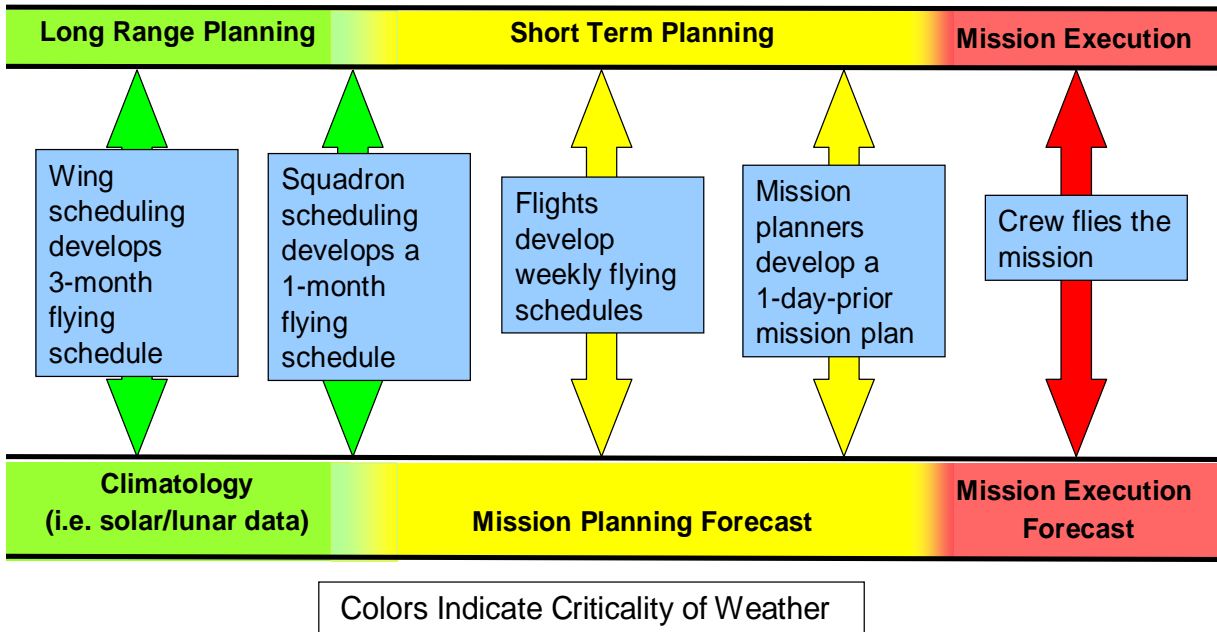 Long Range Planning
Short Term Planning
Mission Execution
Wing
scheduling
develops
3-month
flying
schedule
Squadron
scheduling
develops a
1-month
flying
schedule
Flights
develop
weekly flying
schedules
Mission
planners
develop a
1-day-prior
mission plan
Crew flies the
mission
Climatology
(i.e. solar/lunar data)
Mission Planning Forecast
Mission Execution
Forecast
Colors Indicate Criticality of Weather